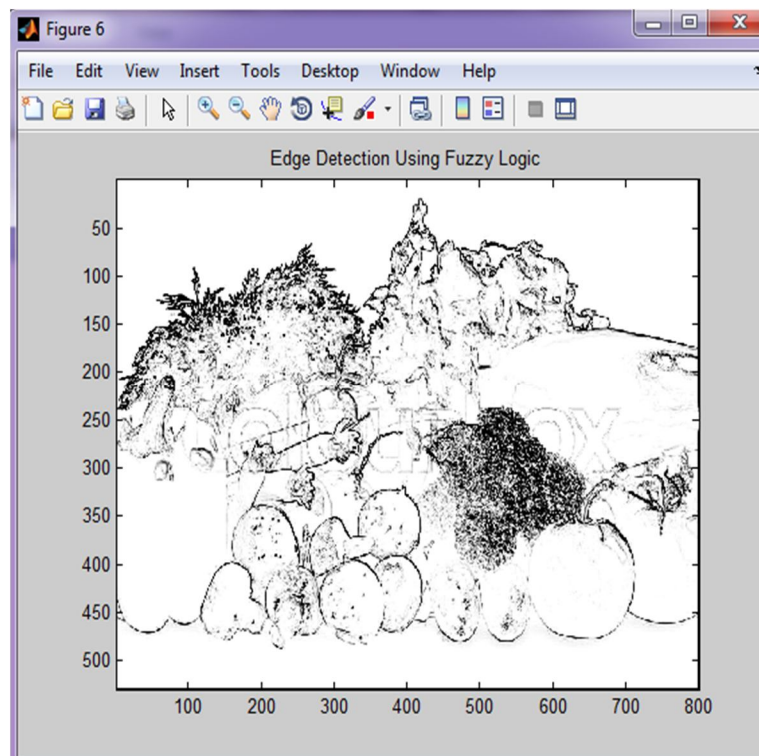 Figure 6
File Edit View Insert Tools Desktop Window Help
Edge Detection Using Fuzzy Logic
50
100
150
200
250
300
350
400
450
500
100 200 300 400 500 600 700 800